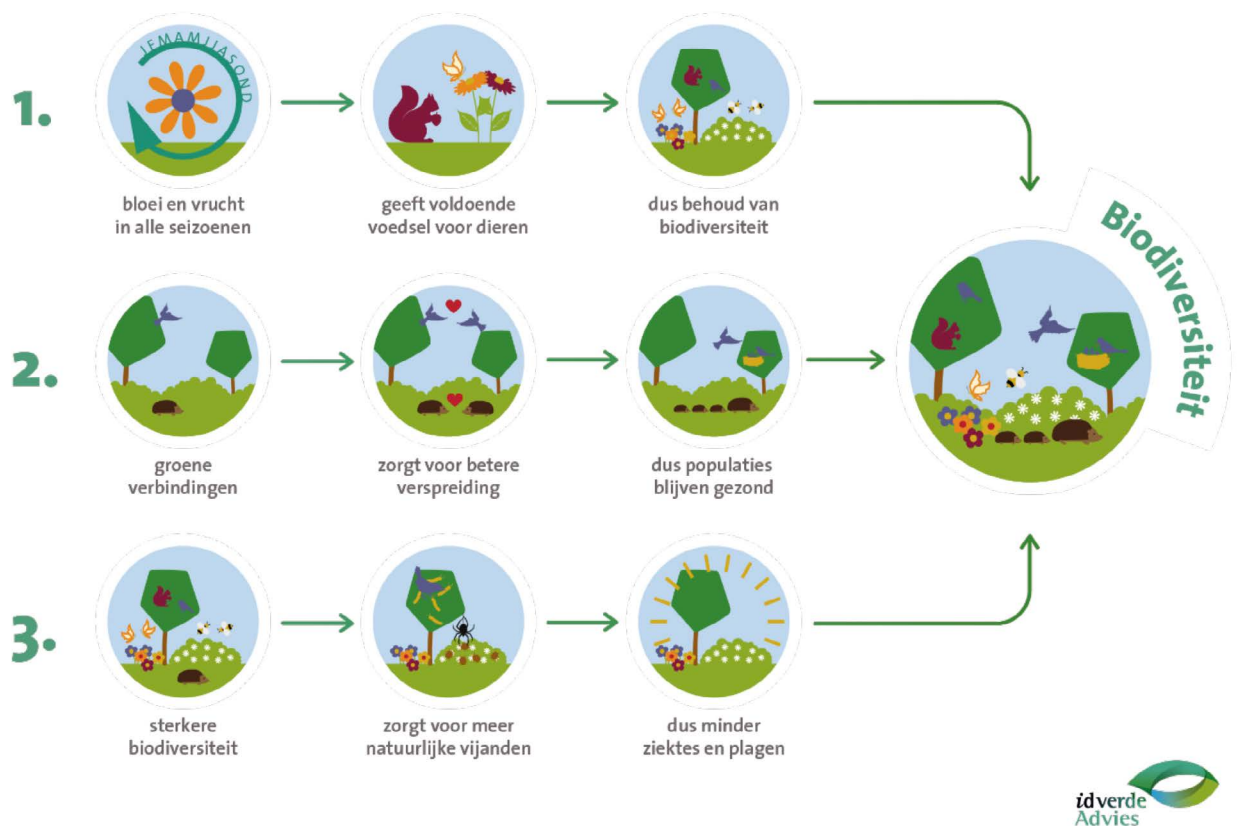 1.
JFMAMJJASOND
bloei en vrucht
in alle seizoenen
geeft voldoende
voedsel voor dieren
dus behoud van
biodiversiteit
Biodiversiteit
2.
groene
verbindingen
zorgt voor betere
verspreiding
dus populaties
blijven gezond
3.
sterkere
biodiversiteit
zorgt voor meer
natuurlijke vijanden
dus minder
ziektes en plagen
idverde
Advies